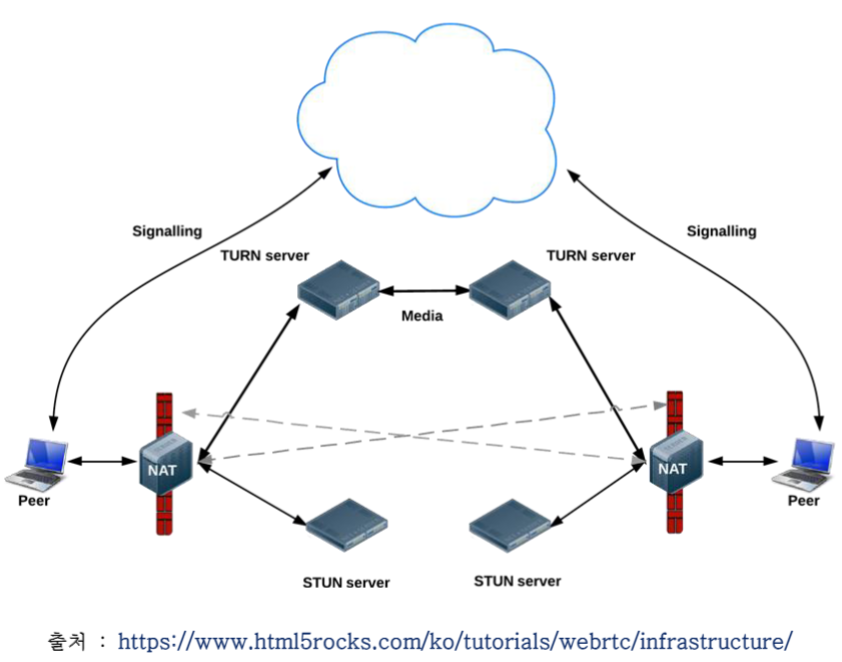 Signalling
Signalling
TURN server
TURN server
Media
NAT
NAT
Peer
Peer
STUN server
STUN server
출처 : https://www.html5rocks.com/ko/tutorials/webrtc/infrastructure/